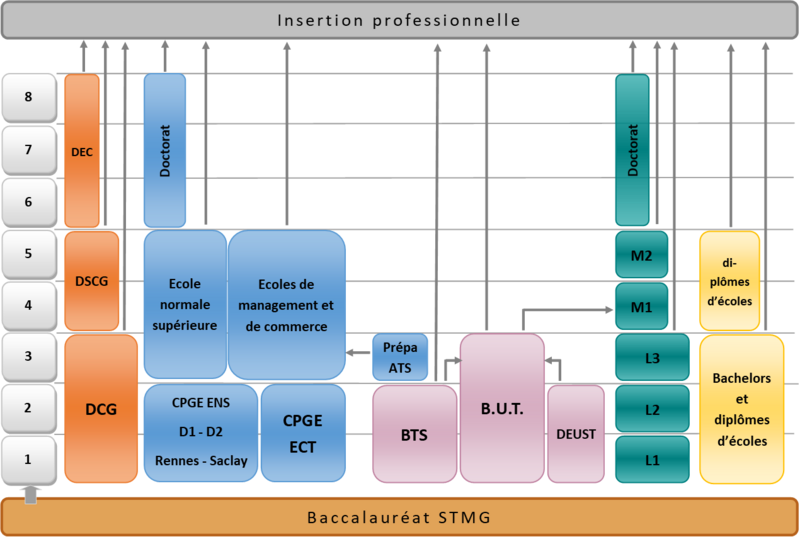 Insertion professionnelle
8
7
6
5
4
3
2
1
DEC
DSCG
DCG
Doctorat
Ecole
normale
supérieure
Ecoles de
management et
de commerce
CPGE ENS
D1 - D2
Rennes - Saclay
CPGE
ECT
Prépa
ATS
BTS
B.U.T.
DEUST
Doctorat
M2
M1
L3
L2
L1
di-
plômes
d'écoles
Bachelors
et
diplômes
d'écoles
Baccalauréat STMG